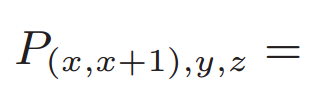 P_{(x,x+1),y,z} =